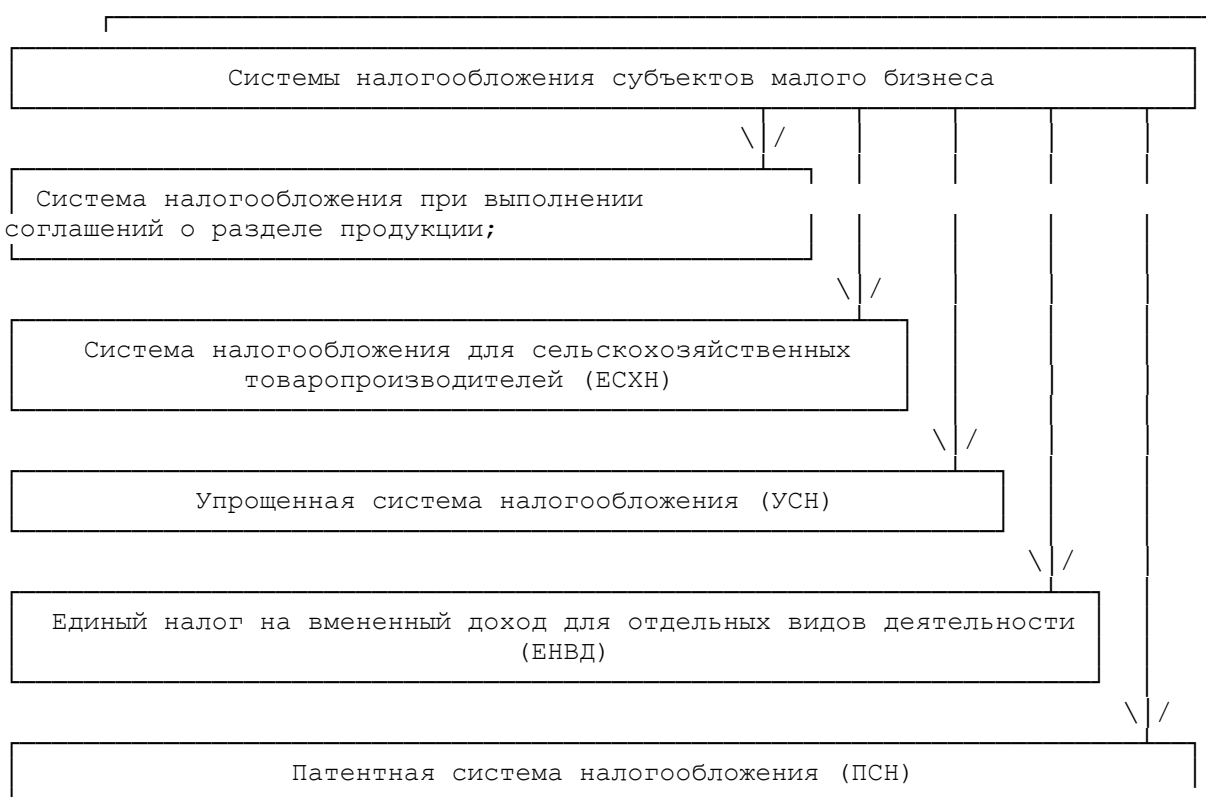 Системы налогообложения субъектов малого бизнеса
Система налогообложения при выполнении
соглашений о разделе продукции;
Система налогообложения для сельскохозяйственных
товаропроизводителей (ЕСХН)
Упрощенная система налогообложения (УСН)
Единый налог на вмененный доход для отдельных видов деятельности
(ЕНВД)
Патентная система налогообложения (ПСН)